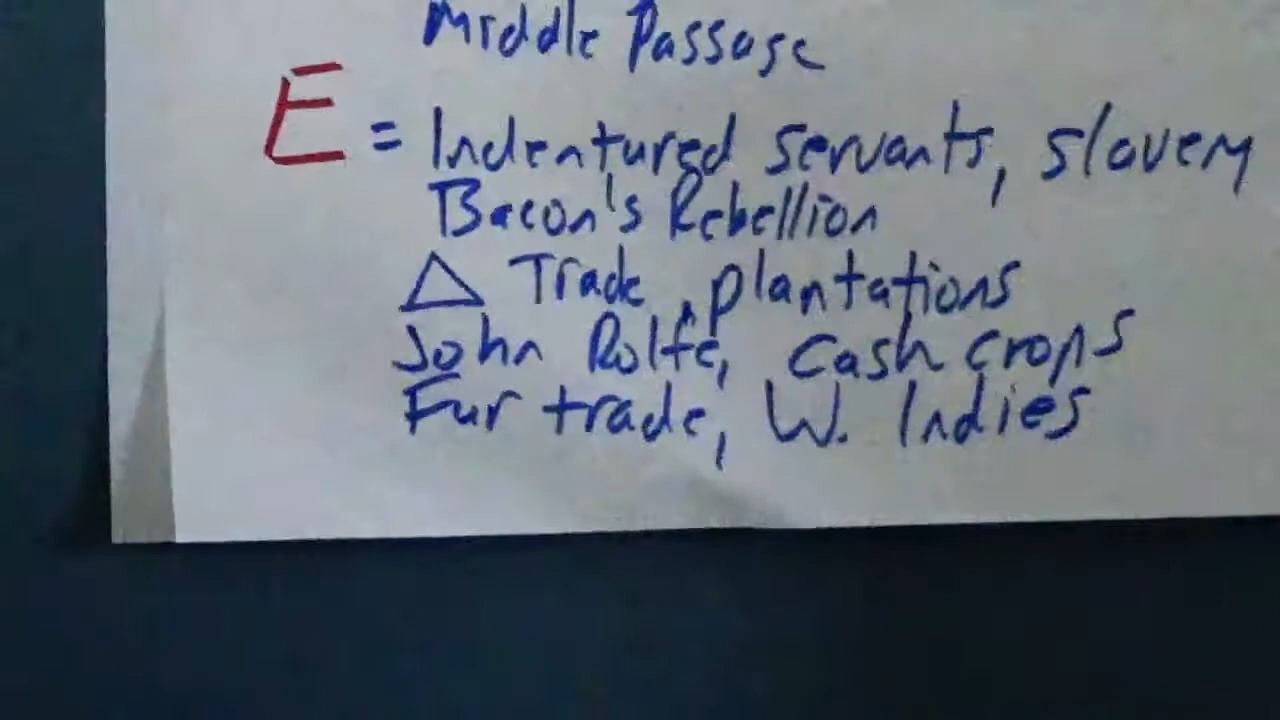 Middle Passage
E = Indentured servants, slavery
Bacon's Rebellion
△ Trade, plantations
John Rolfe, Cash crops
Fur trade, W. Indies